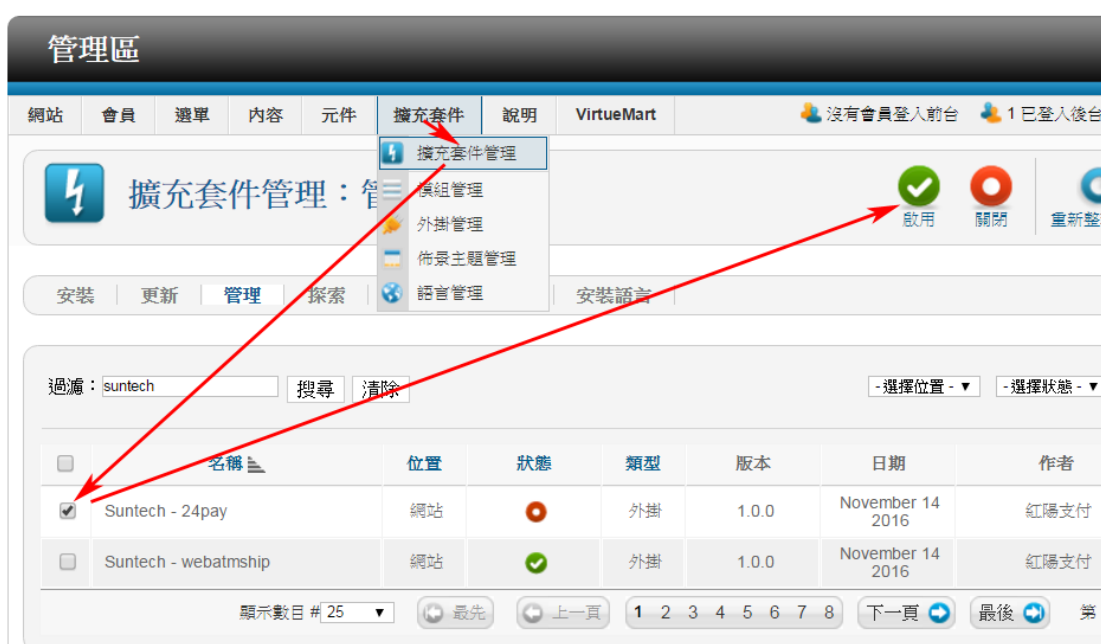 管理區
網站 會員 選單 內容 元件 擴充套件 說明 VirtueMart 沒有會員登入前台 1 已登入後台
擴充套件管理
擴充套件管理：管
啟用 關閉 重新整
模組管理
外掛管理
佈景主題管理
語言管理
安裝 更新 管理 探索 安裝語言
過濾：suntech 搜尋 清除 - 選擇位置 - - 選擇狀態 -
名稱 位置 狀態 類型 版本 日期 作者
Suntech - 24pay 網站 外掛 1.0.0 November 14 2016 紅陽支付
Suntech - webatmship 網站 外掛 1.0.0 November 14 2016 紅陽支付
顯示數目 # 25 最先 上一頁 1 2 3 4 5 6 7 8 下一頁 最後 第